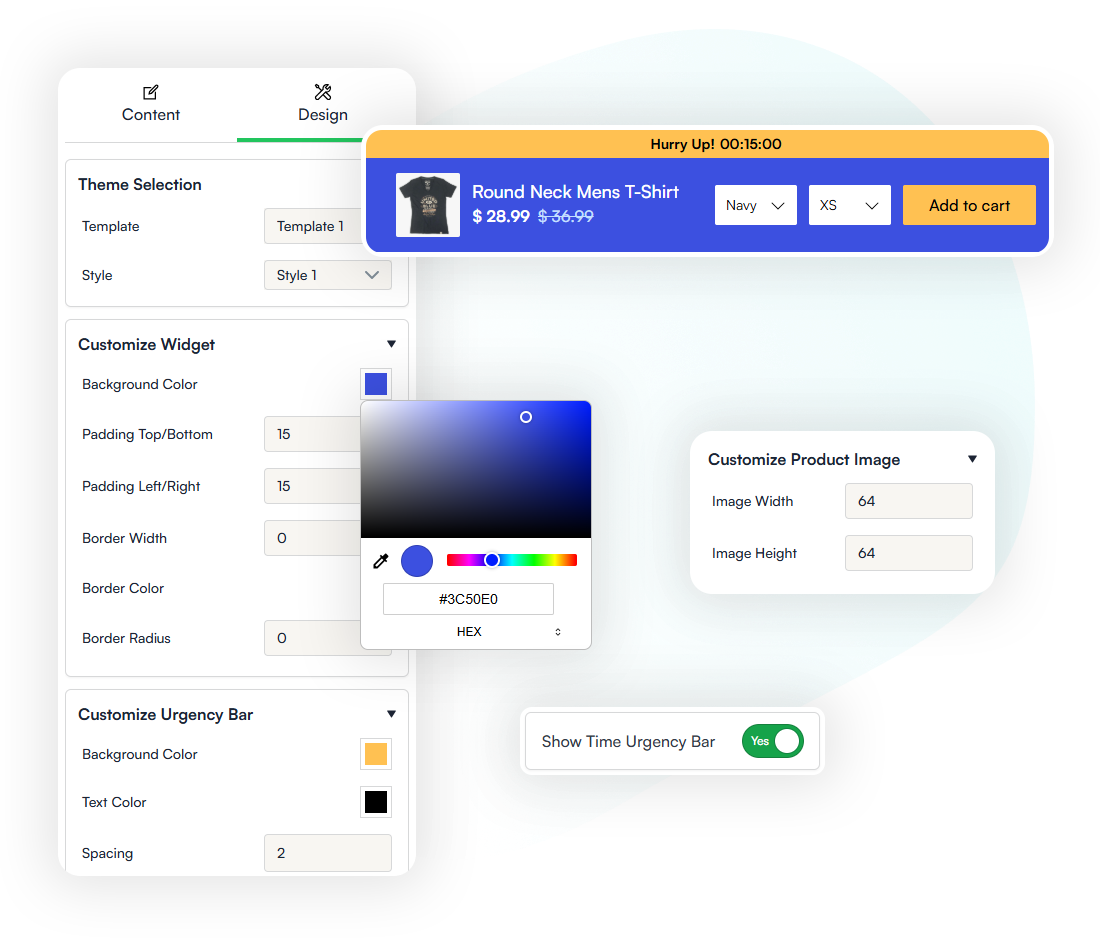 Content
Design
Hurry Up! 00:15:00
Round Neck Mens T-Shirt
$ 28.99 $ 36.99
Navy
XS
Add to cart
Theme Selection
Template
Template 1
Style
Style 1
Customize Widget
Background Color
Padding Top/Bottom
15
Padding Left/Right
15
Border Width
0
Border Color
Border Radius
0
#3C50E0
HEX
Customize Urgency Bar
Background Color
Text Color
Spacing
2
Customize Product Image
Image Width
64
Image Height
64
Show Time Urgency Bar
Yes